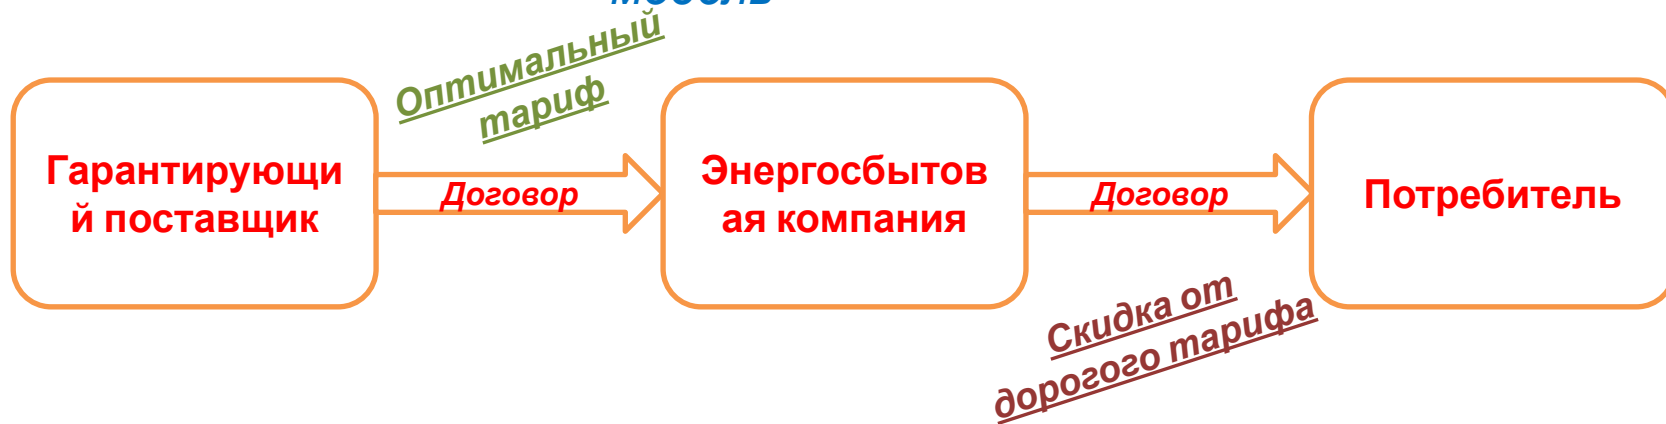 Оптимальный
тариф
Гарантирующи
й поставщик
Договор
Энергосбытов
ая компания
Договор
Потребитель
Скидка от
дорогого тарифа